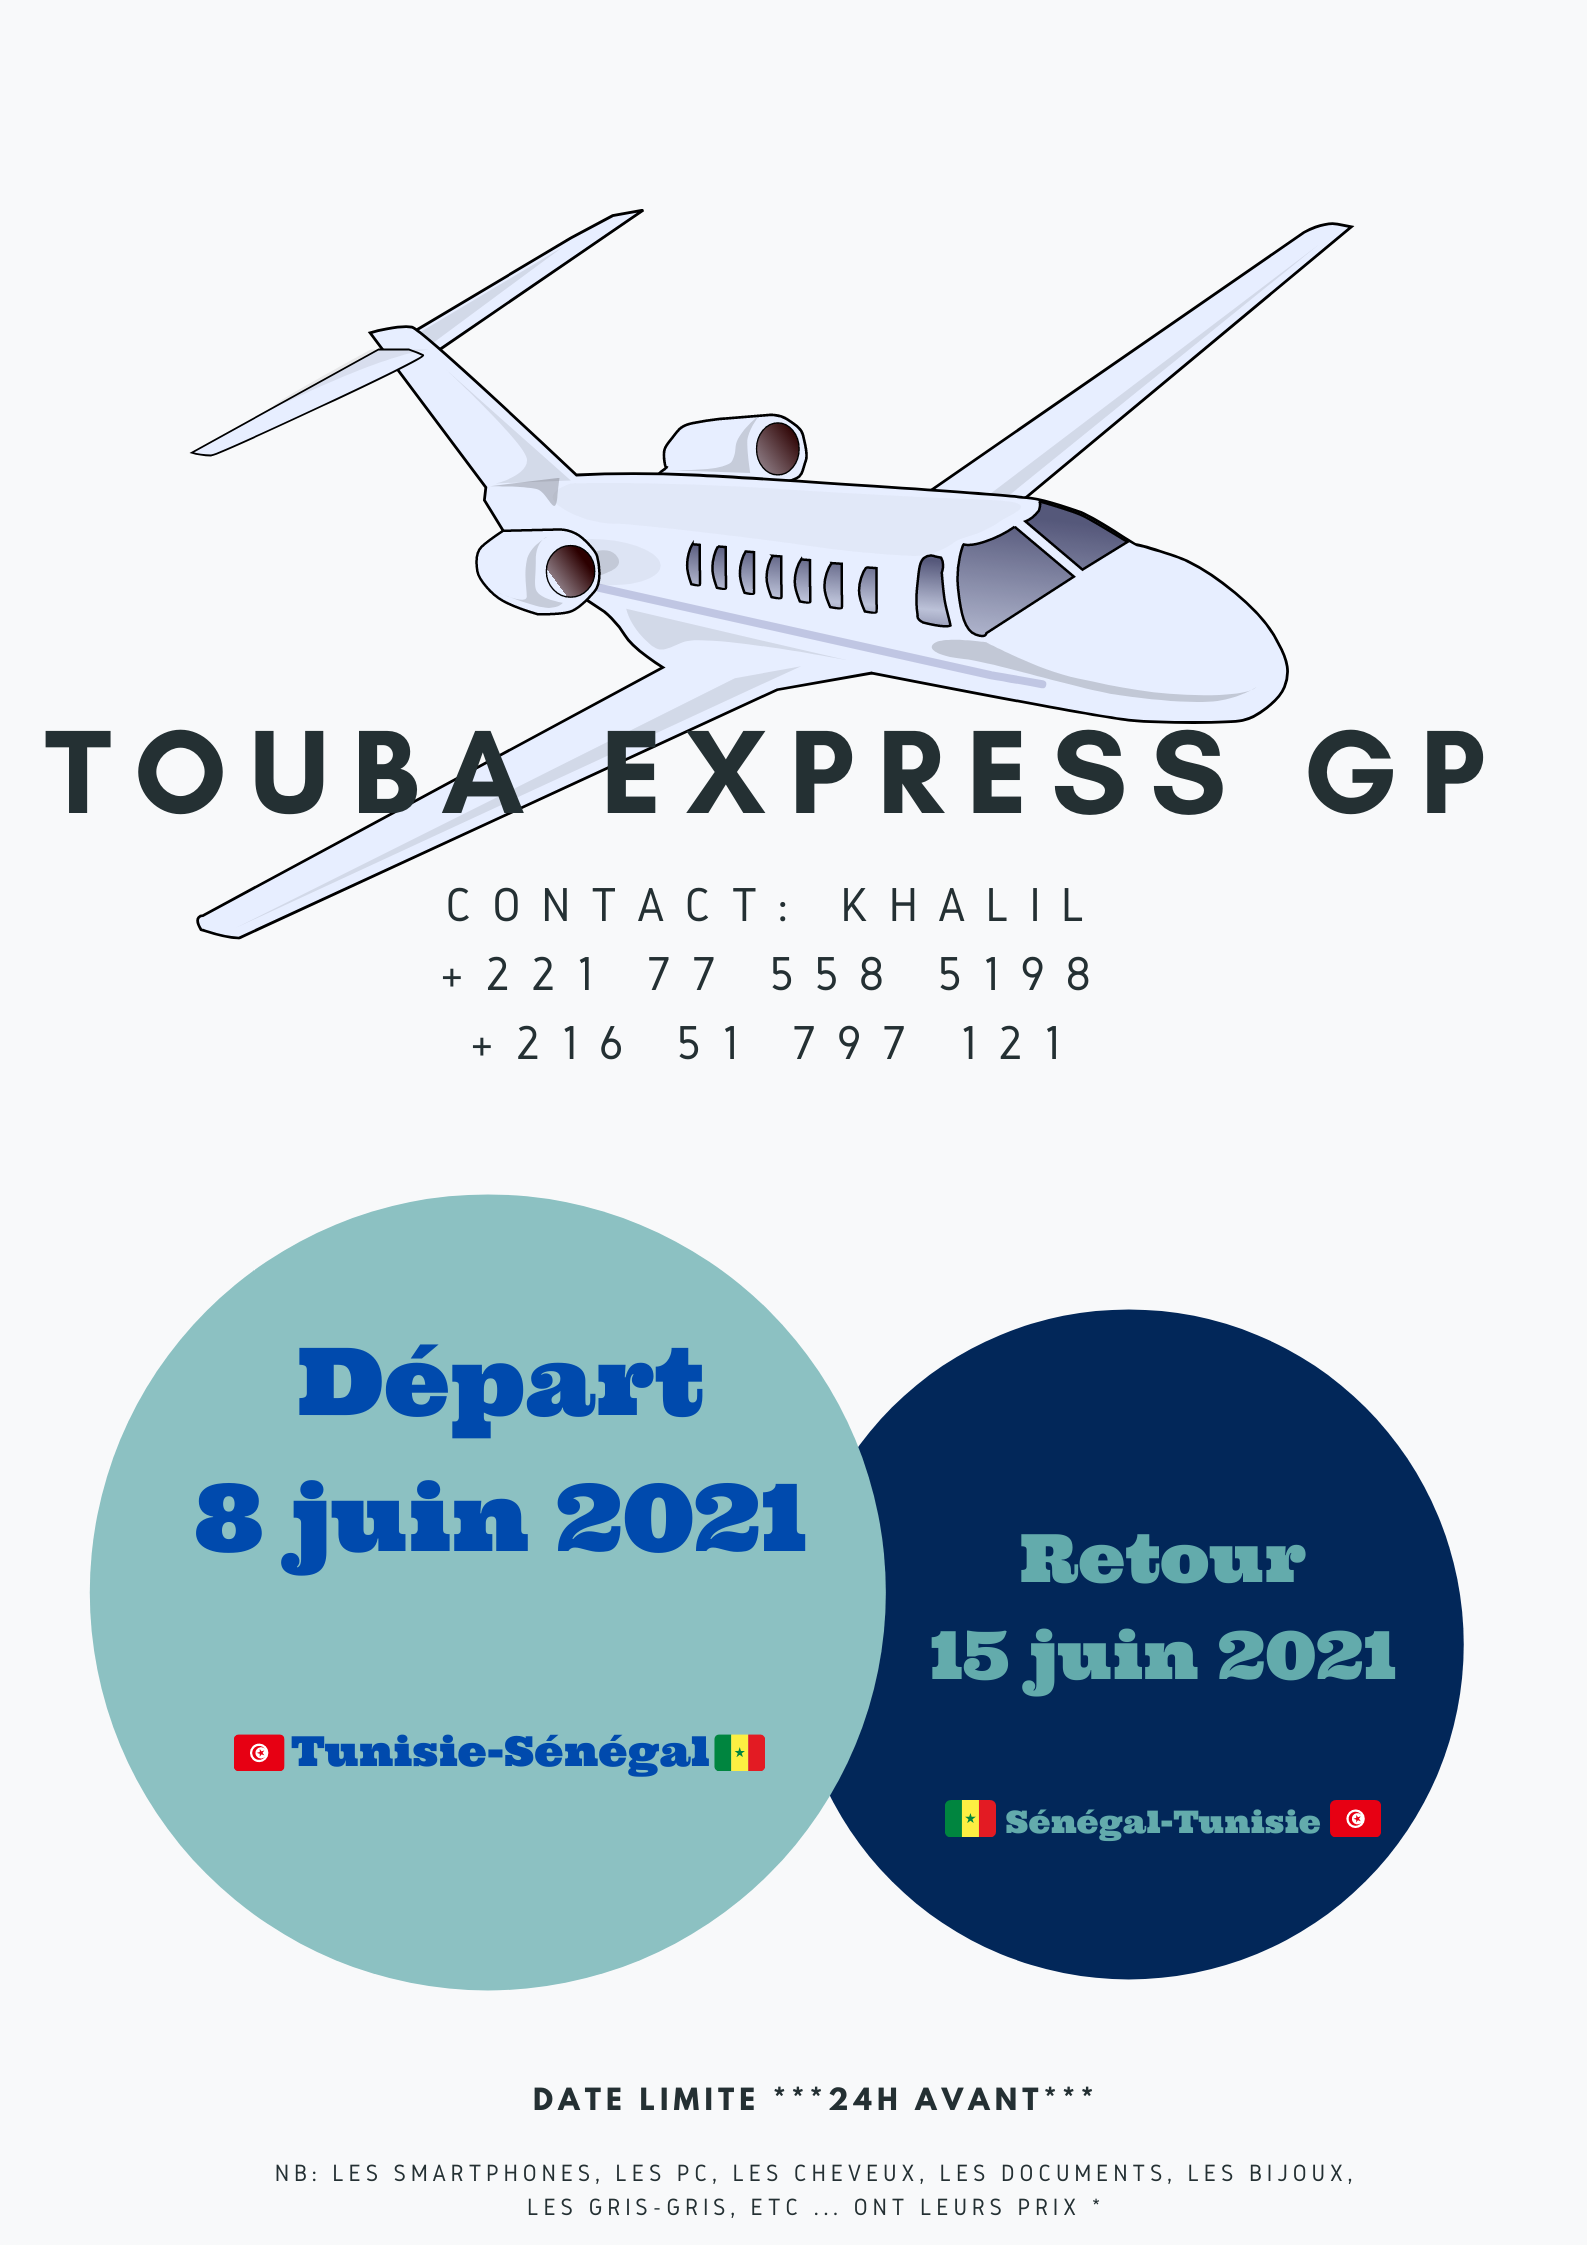 TOUBA EXPRESS GP
CONTACT: KHALIL
+221 77 558 5198
+216 51 797 121
Départ
8 juin 2021
Tunisie-Sénégal
Retour
15 juin 2021
Sénégal-Tunisie
DATE LIMITE ***24H AVANT***
NB: LES SMARTPHONES, LES PC, LES CHEVEUX, LES DOCUMENTS, LES BIJOUX,
LES GRIS-GRIS, ETC ... ONT LEURS PRIX *